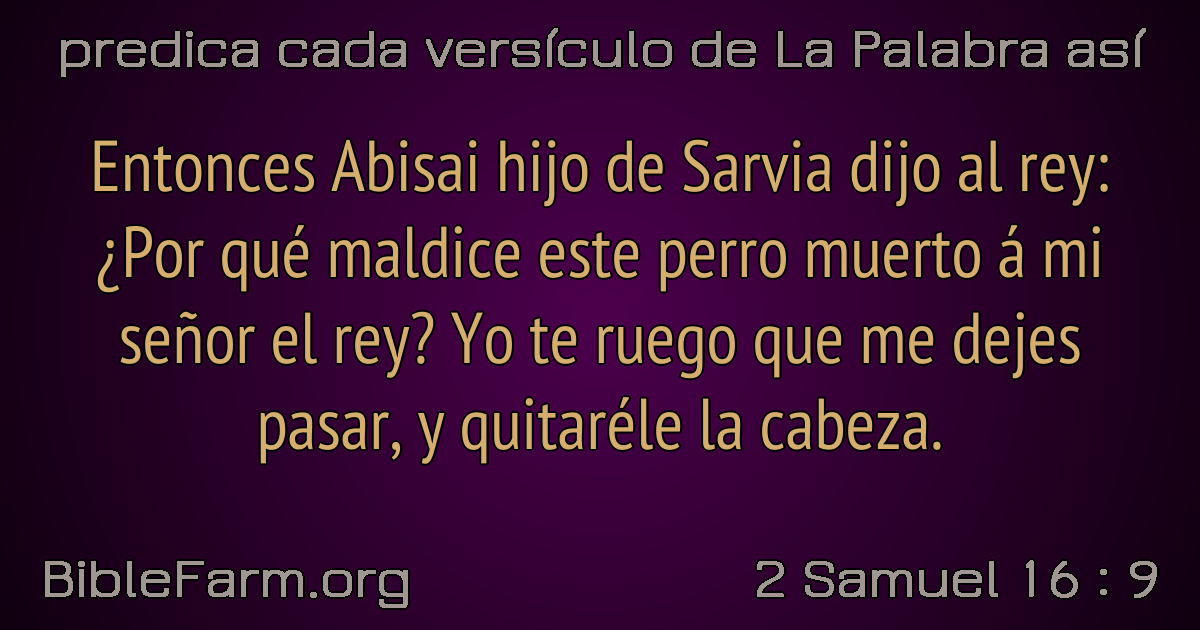 predica cada versículo de La Palabra así
Entonces Abisai hijo de Sarvia dijo al rey:
¿Por qué maldice este perro muerto á mi
señor el rey? Yo te ruego que me dejes
pasar, y quitaréle la cabeza.
BibleFarm.org
2 Samuel 16 : 9